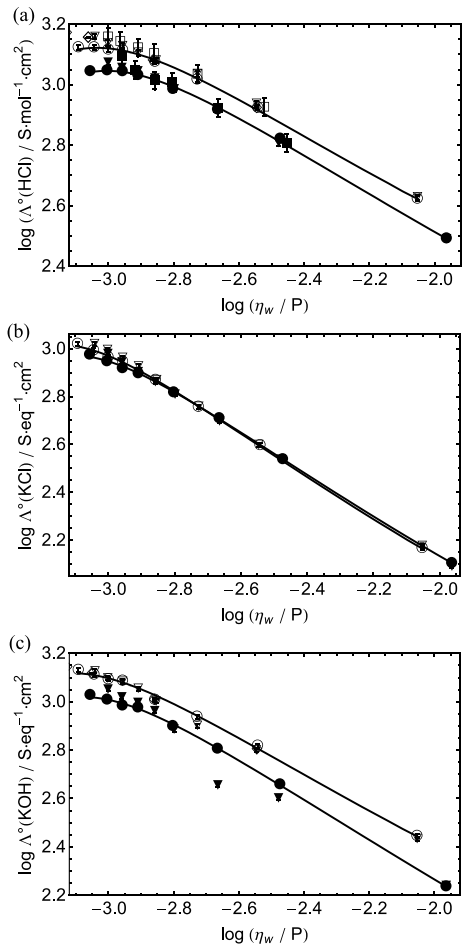 (a)
3.2
3.0
2.8
2.6
2.4
log (Λ°(HCl) / S·mol⁻¹·cm²)
−3.0 −2.8 −2.6 −2.4 −2.2 −2.0
log (ηw / P)
(b)
3.0
2.8
2.6
2.4
2.2
log Λ°(KCl) / S·eq⁻¹·cm²
−3.0 −2.8 −2.6 −2.4 −2.2 −2.0
log (ηw / P)
(c)
3.2
3.0
2.8
2.6
2.4
2.2
log Λ°(KOH) / S·eq⁻¹·cm²
−3.0 −2.8 −2.6 −2.4 −2.2 −2.0
log (ηw / P)